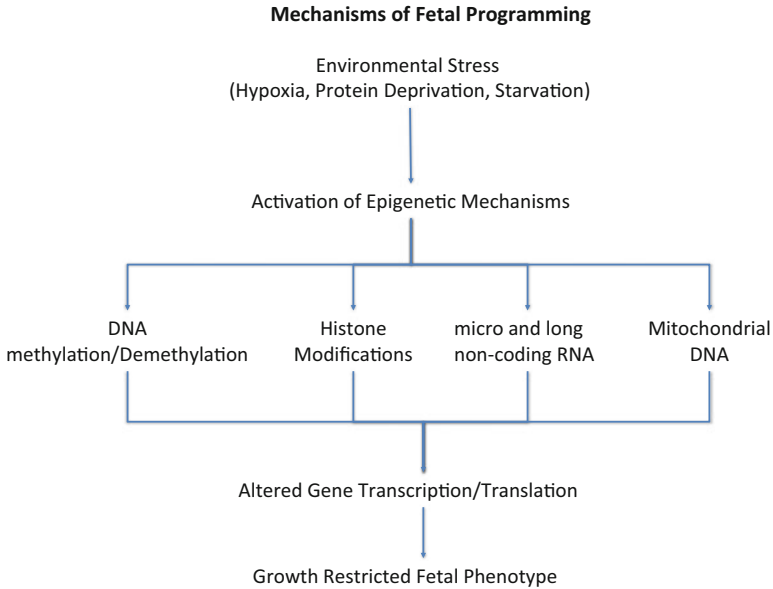 Mechanisms of Fetal Programming
Environmental Stress
(Hypoxia, Protein Deprivation, Starvation)
Activation of Epigenetic Mechanisms
DNA
methylation/Demethylation
Histone
Modifications
micro and long
non-coding RNA
Mitochondrial
DNA
Altered Gene Transcription/Translation
Growth Restricted Fetal Phenotype